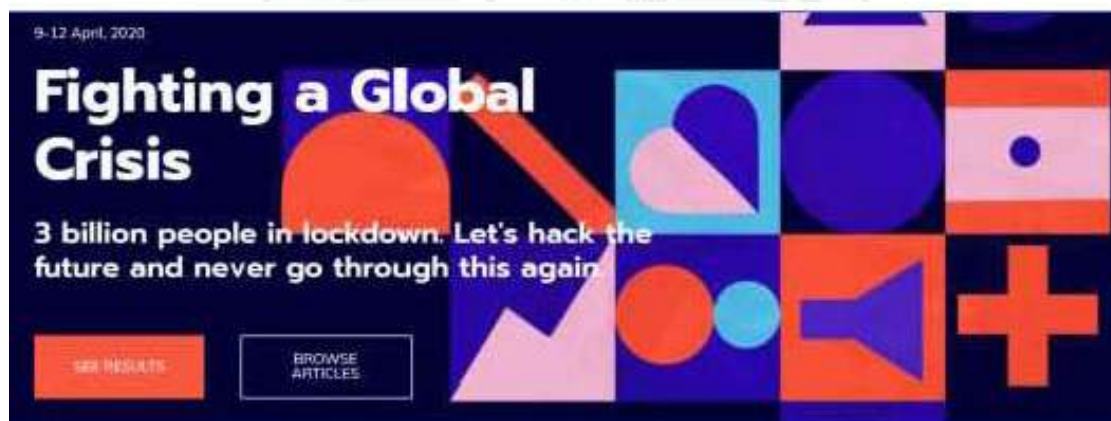 9-12 April, 2020
Fighting a Global
Crisis
3 billion people in lockdown. Let's hack the
future and never go through this again.
SEE RESULTS
BROWSE
ARTICLES